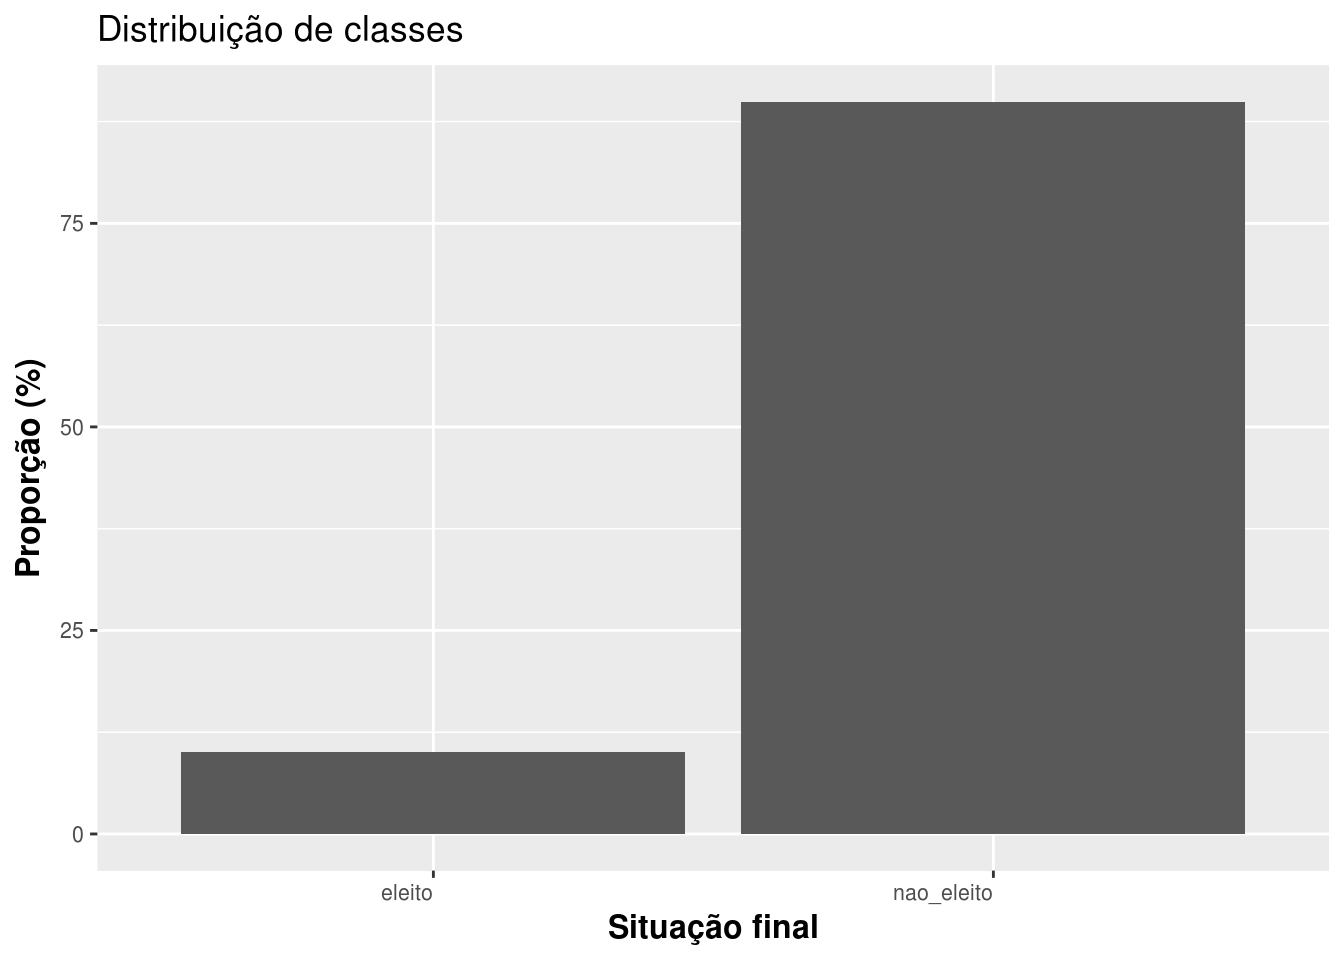 Distribuição de classes
Proporção (%)
75
50
25
0
eleito
nao_eleito
Situação final